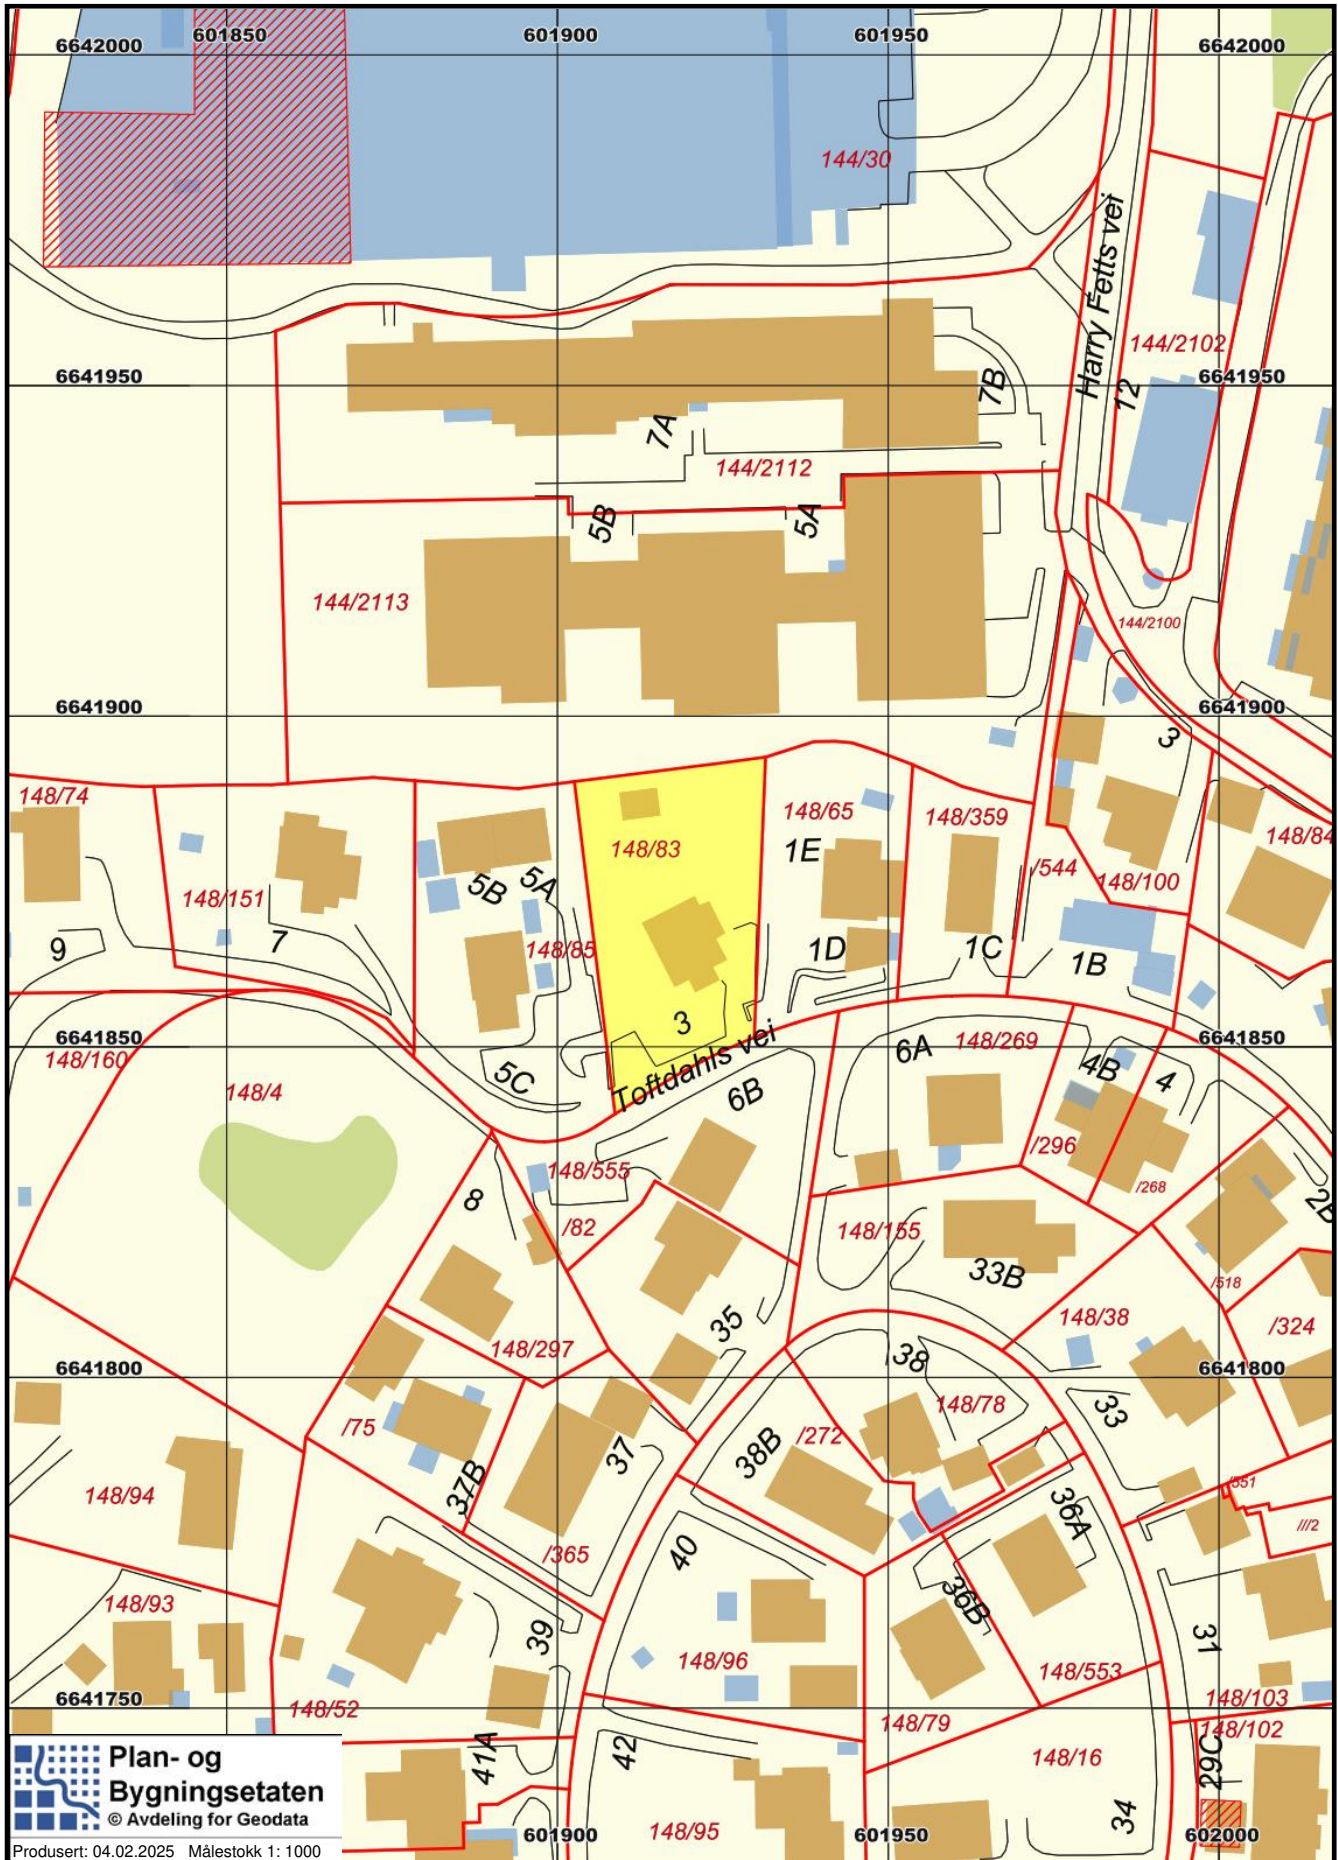 601850
601900
601950
6642000
6642000
144/30
Harry Fetts vei
144/2102
6641950
6641950
12
7B
7A
144/2112
5B
5A
144/2113
144/2100
6641900
6641900
3
148/74
148/83
148/65
148/359
148/84
1E
148/151
5B
5A
/544
148/100
9
7
148/85
1D
1C
1B
3
6641850
6641850
148/160
Toftdahls vei
6A
148/269
5C
6B
4B
4
148/4
/296
148/555
/268
8
/82
148/155
2B
33B
/518
148/297
35
148/38
/324
6641800
6641800
38
148/78
33
/75
37
38B
/272
37B
148/94
/551
36A
///2
40
/365
148/93
36B
39
31
148/96
148/553
6641750
148/52
148/103
148/79
148/102
41A
42
148/16
29C
34
148/95
601900
601950
602000
Plan- og
Bygningsetaten
© Avdeling for Geodata
Produsert: 04.02.2025 Målestokk 1: 1000